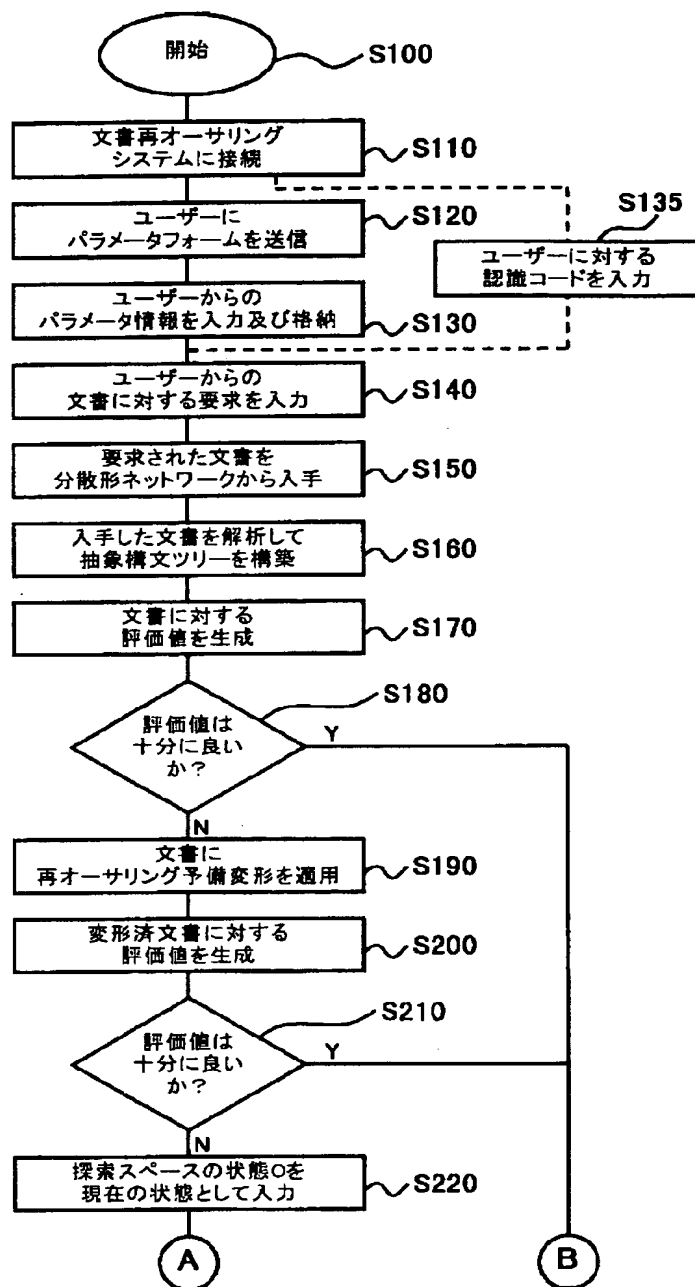 開始
S100
文書再オーサリング
システムに接続
S110
ユーザーに
パラメータフォームを送信
S120
S135
ユーザーに対する
認識コードを入力
ユーザーからの
パラメータ情報を入力及び格納
S130
ユーザーからの
文書に対する要求を入力
S140
要求された文書を
分散形ネットワークから入手
S150
入手した文書を解析して
抽象構文ツリーを構築
S160
文書に対する
評価値を生成
S170
S180
評価値は
十分に良い
か?
Y
N
文書に
再オーサリング予備変形を適用
S190
変形済文書に対する
評価値を生成
S200
S210
評価値は
十分に良い
か?
Y
N
探索スペースの状態0を
現在の状態として入力
S220
A
B